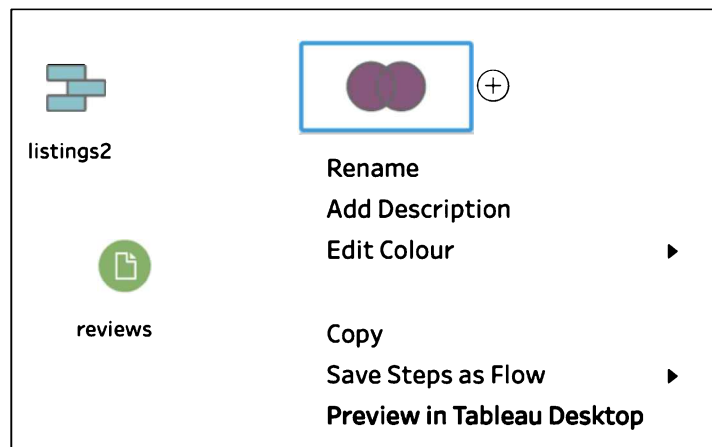 listings2
reviews
Rename
Add Description
Edit Colour
Copy
Save Steps as Flow
Preview in Tableau Desktop